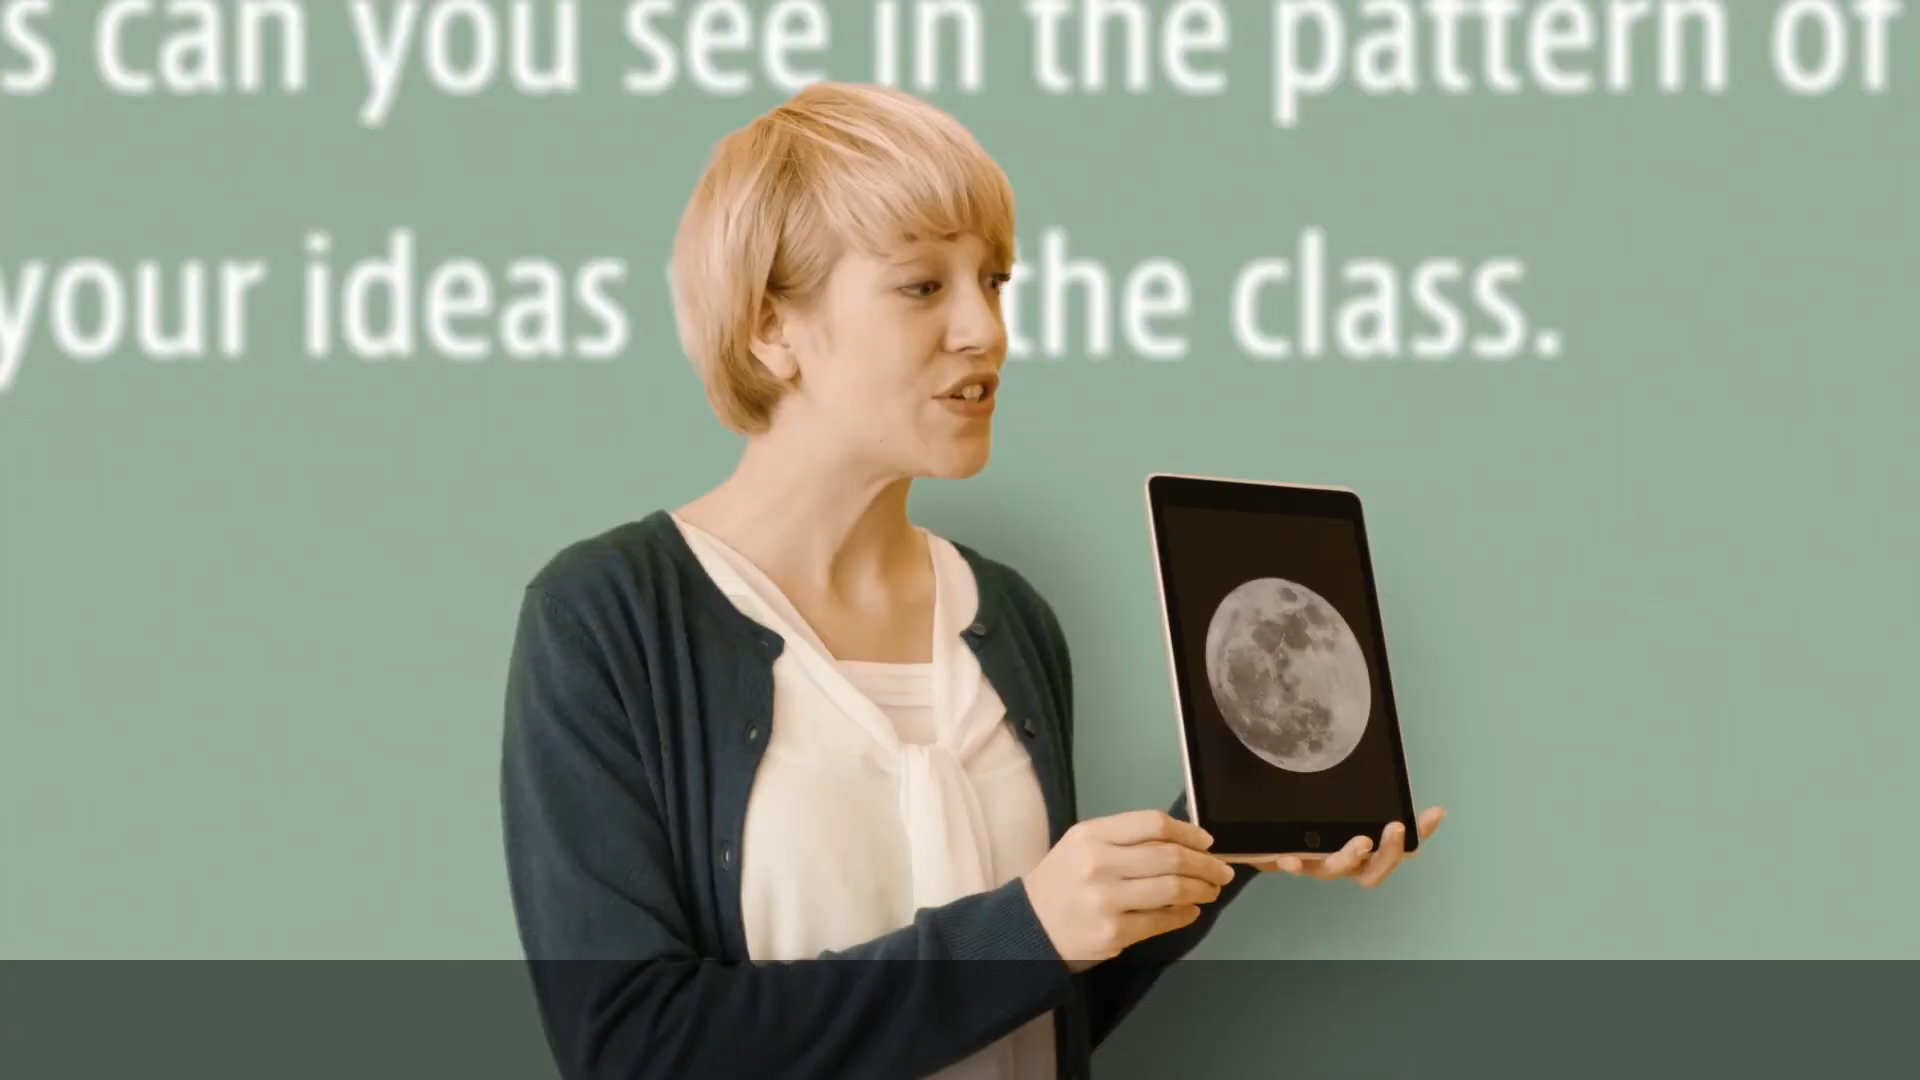 s can you see in the pattern of
your ideas the class.